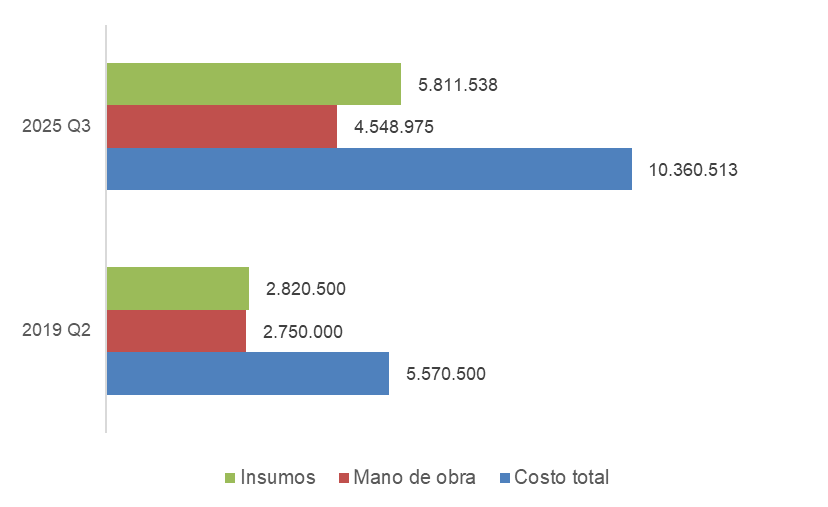 5.811.538
2025 Q3
4.548.975
10.360.513
2.820.500
2019 Q2
2.750.000
5.570.500
Insumos Mano de obra Costo total